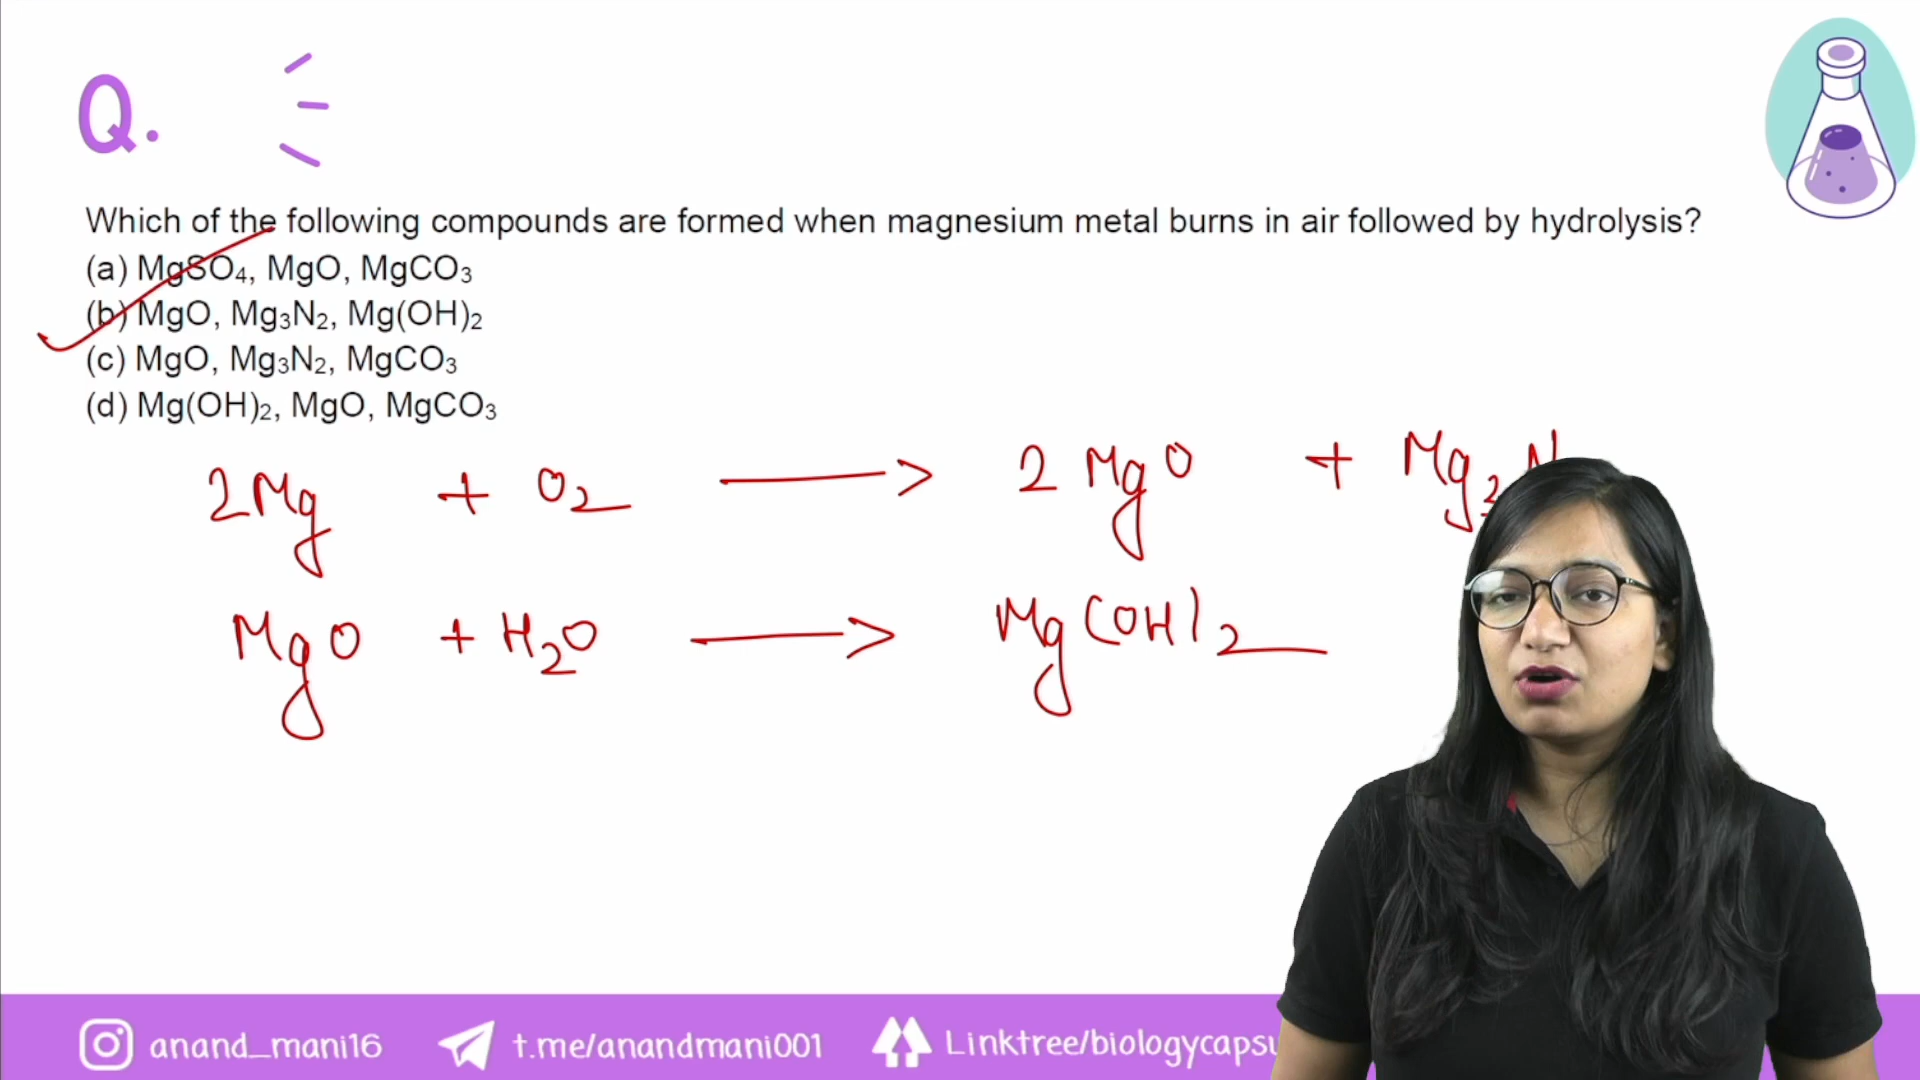 Q.
Which of the following compounds are formed when magnesium metal burns in air followed by hydrolysis?
(a) MgSO₄, MgO, MgCO₃
(b) MgO, Mg₃N₂, Mg(OH)₂
(c) MgO, Mg₃N₂, MgCO₃
(d) Mg(OH)₂, MgO, MgCO₃
2Mg + O₂ → 2 MgO + Mg₃N
MgO + H₂O → Mg(OH)₂
anand_mani16 t.me/anandmani001 Linktree/biologycapsu